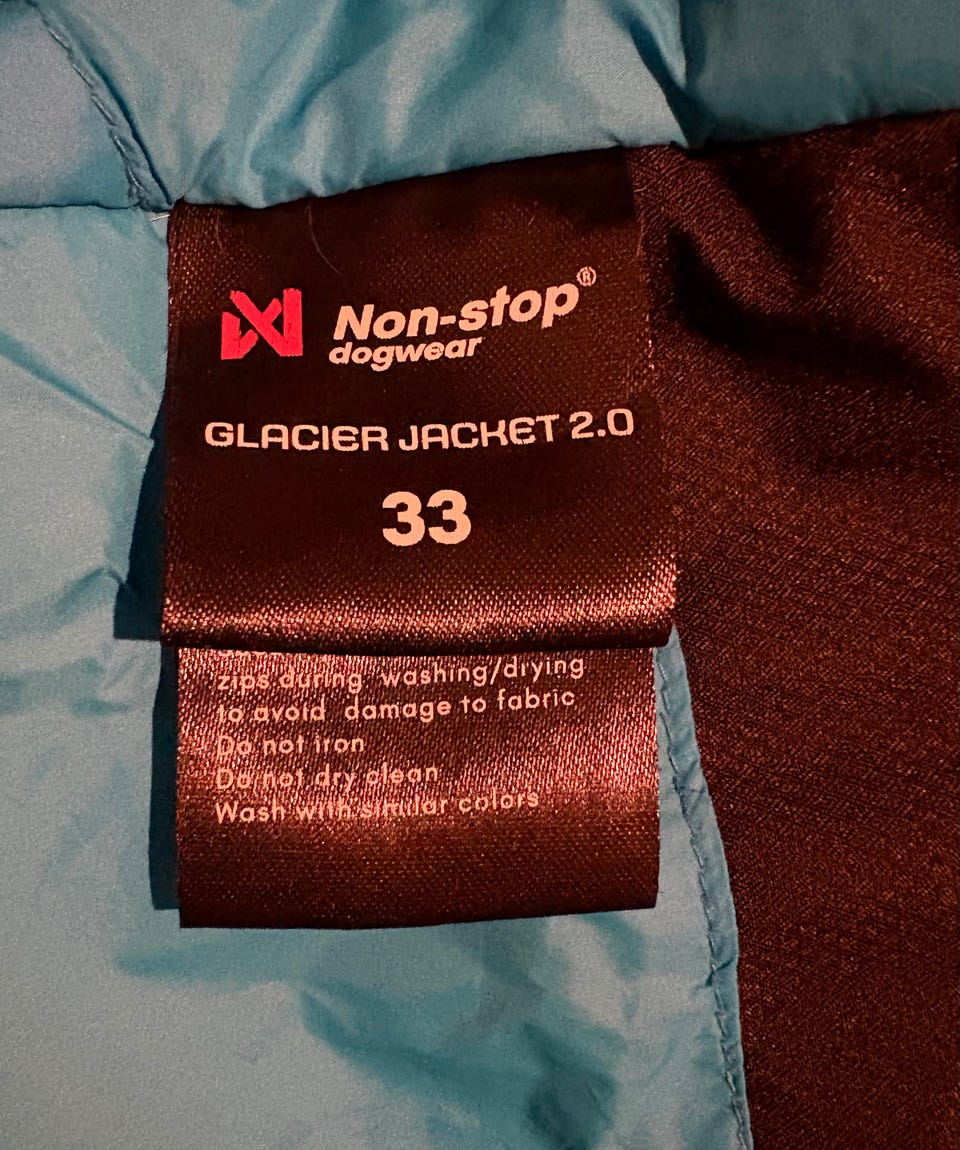 Non-stop®
dogwear
GLACIER JACKET 2.0
33
zips during washing/drying
to avoid damage to fabric
Do not iron
Do not dry clean
Wash with similar colors